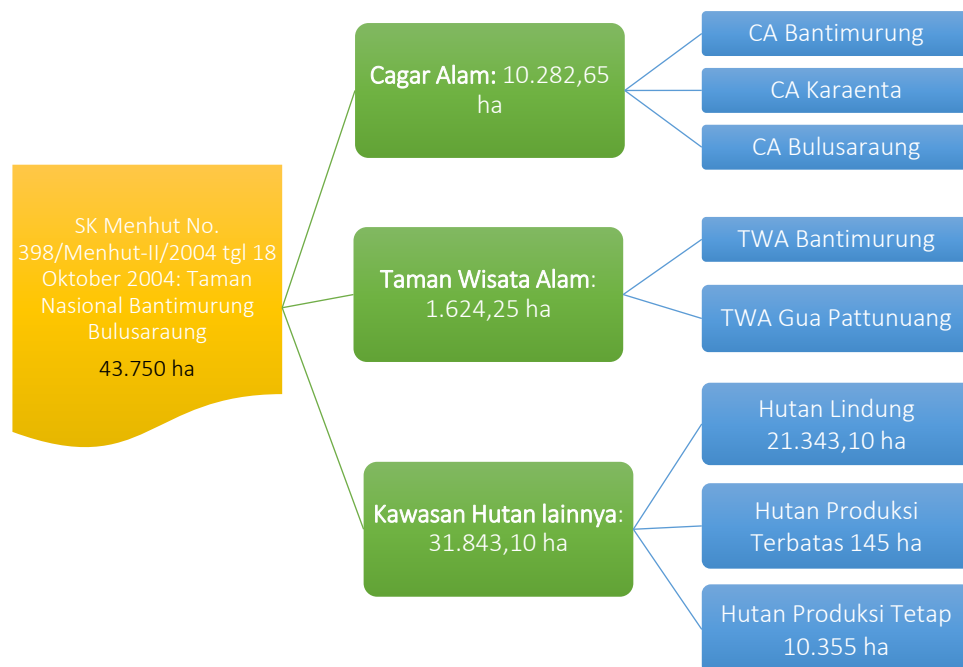 SK Menhut No.
398/Menhut-II/2004 tgl 18
Oktober 2004: Taman
Nasional Bantimurung
Bulusaraung
43.750 ha
Cagar Alam: 10.282,65
ha
CA Bantimurung
CA Karaenta
CA Bulusaraung
Taman Wisata Alam:
1.624,25 ha
TWA Bantimurung
TWA Gua Pattunuang
Kawasan Hutan lainnya:
31.843,10 ha
Hutan Lindung
21.343,10 ha
Hutan Produksi
Terbatas 145 ha
Hutan Produksi Tetap
10.355 ha